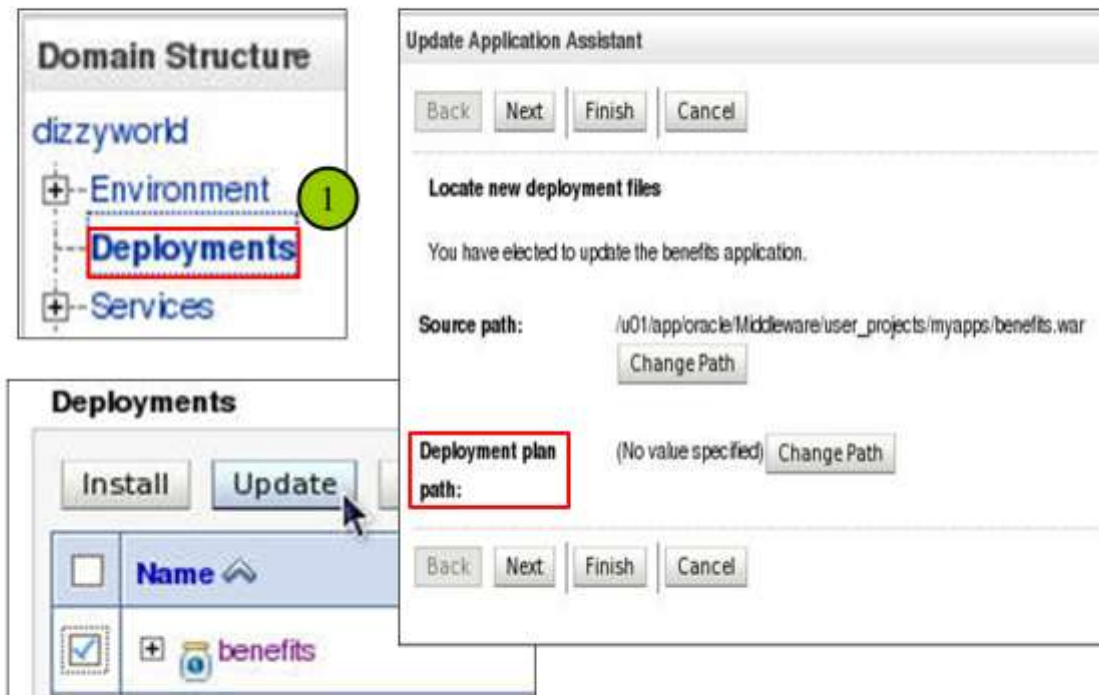 Domain Structure
dizzyworld
Environment
1
Deployments
Services
Deployments
Install Update
Name
benefits
Update Application Assistant
Back Next Finish Cancel
Locate new deployment files
You have elected to update the benefits application.
Source path: /u01/app/oracle/Middleware/user_projects/myapps/benefits.war
Change Path
Deployment plan (No value specified) Change Path
path:
Back Next Finish Cancel